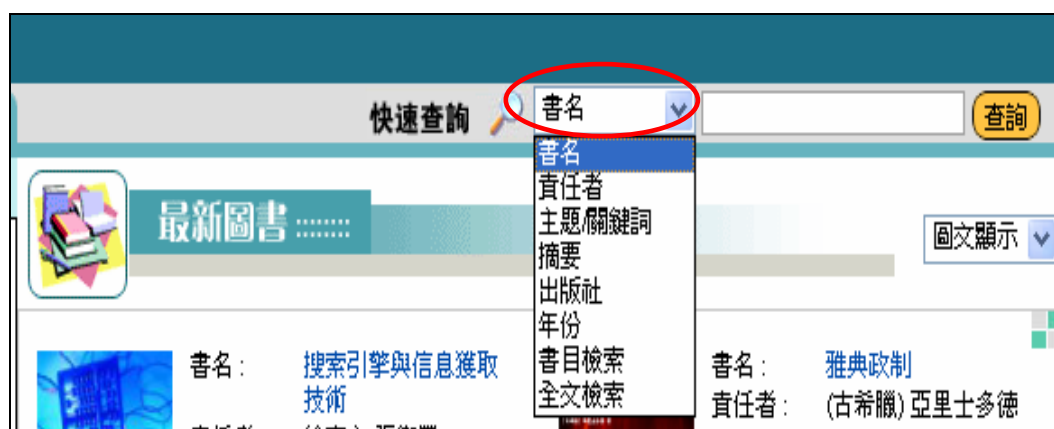 快速查詢
書名
查詢
書名
責任者
主題/關鍵詞
摘要
出版社
年份
書目檢索
全文檢索
最新圖書 ........
圖文顯示
書名： 搜索引擎與信息獲取
技術
書名： 雅典政制
責任者： (古希臘) 亞里士多德